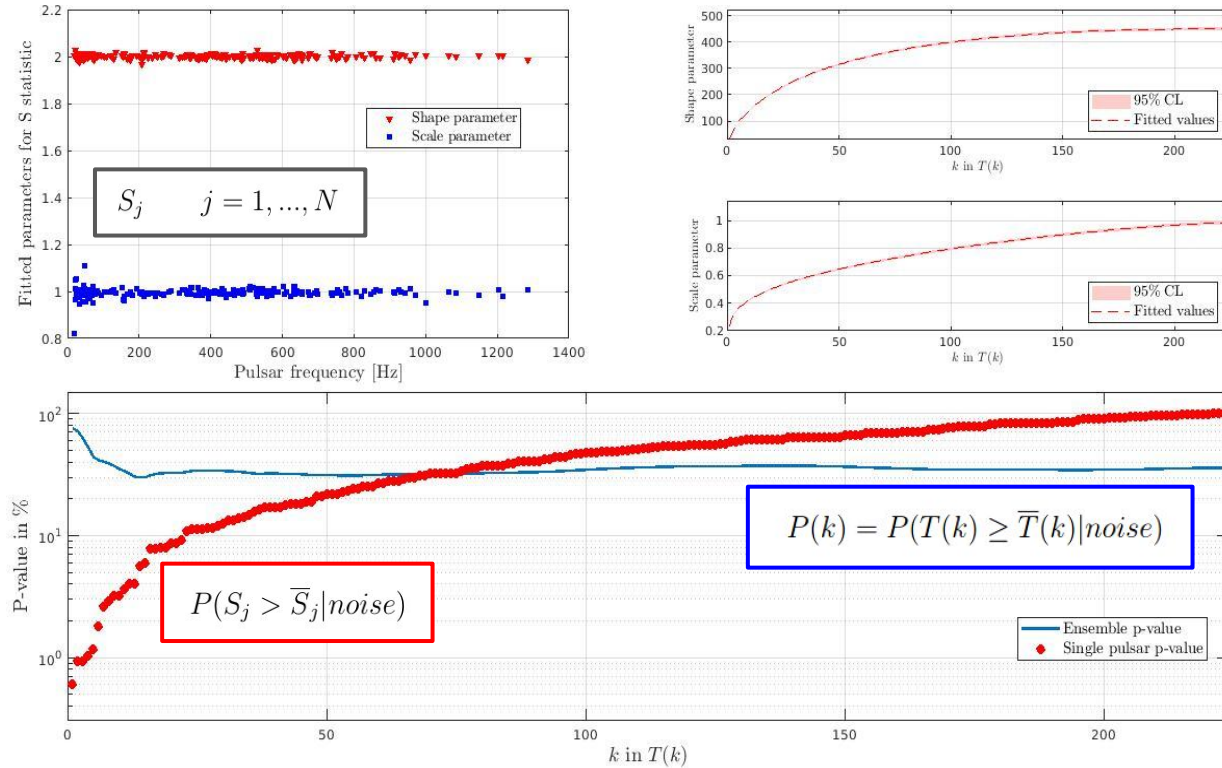 Fitted parameters for S statistic
2.2
2
1.8
1.6
1.4
1.2
1
0.8
Shape parameter
Scale parameter
S_j j = 1, ..., N
0 200 400 600 800 1000 1200 1400
Pulsar frequency [Hz]
Shape parameter
500
400
300
200
100
95% CL
Fitted values
0 50 100 150 200
k in T(k)
Scale parameter
1
0.8
0.6
0.4
0.2
95% CL
Fitted values
0 50 100 150 200
k in T(k)
P-value in %
10^2
10^1
10^0
P(S_j > \overline{S}_j|noise)
P(k) = P(T(k) ≥ \overline{T}(k)|noise)
Ensemble p-value
Single pulsar p-value
0 50 100 150 200
k in T(k)